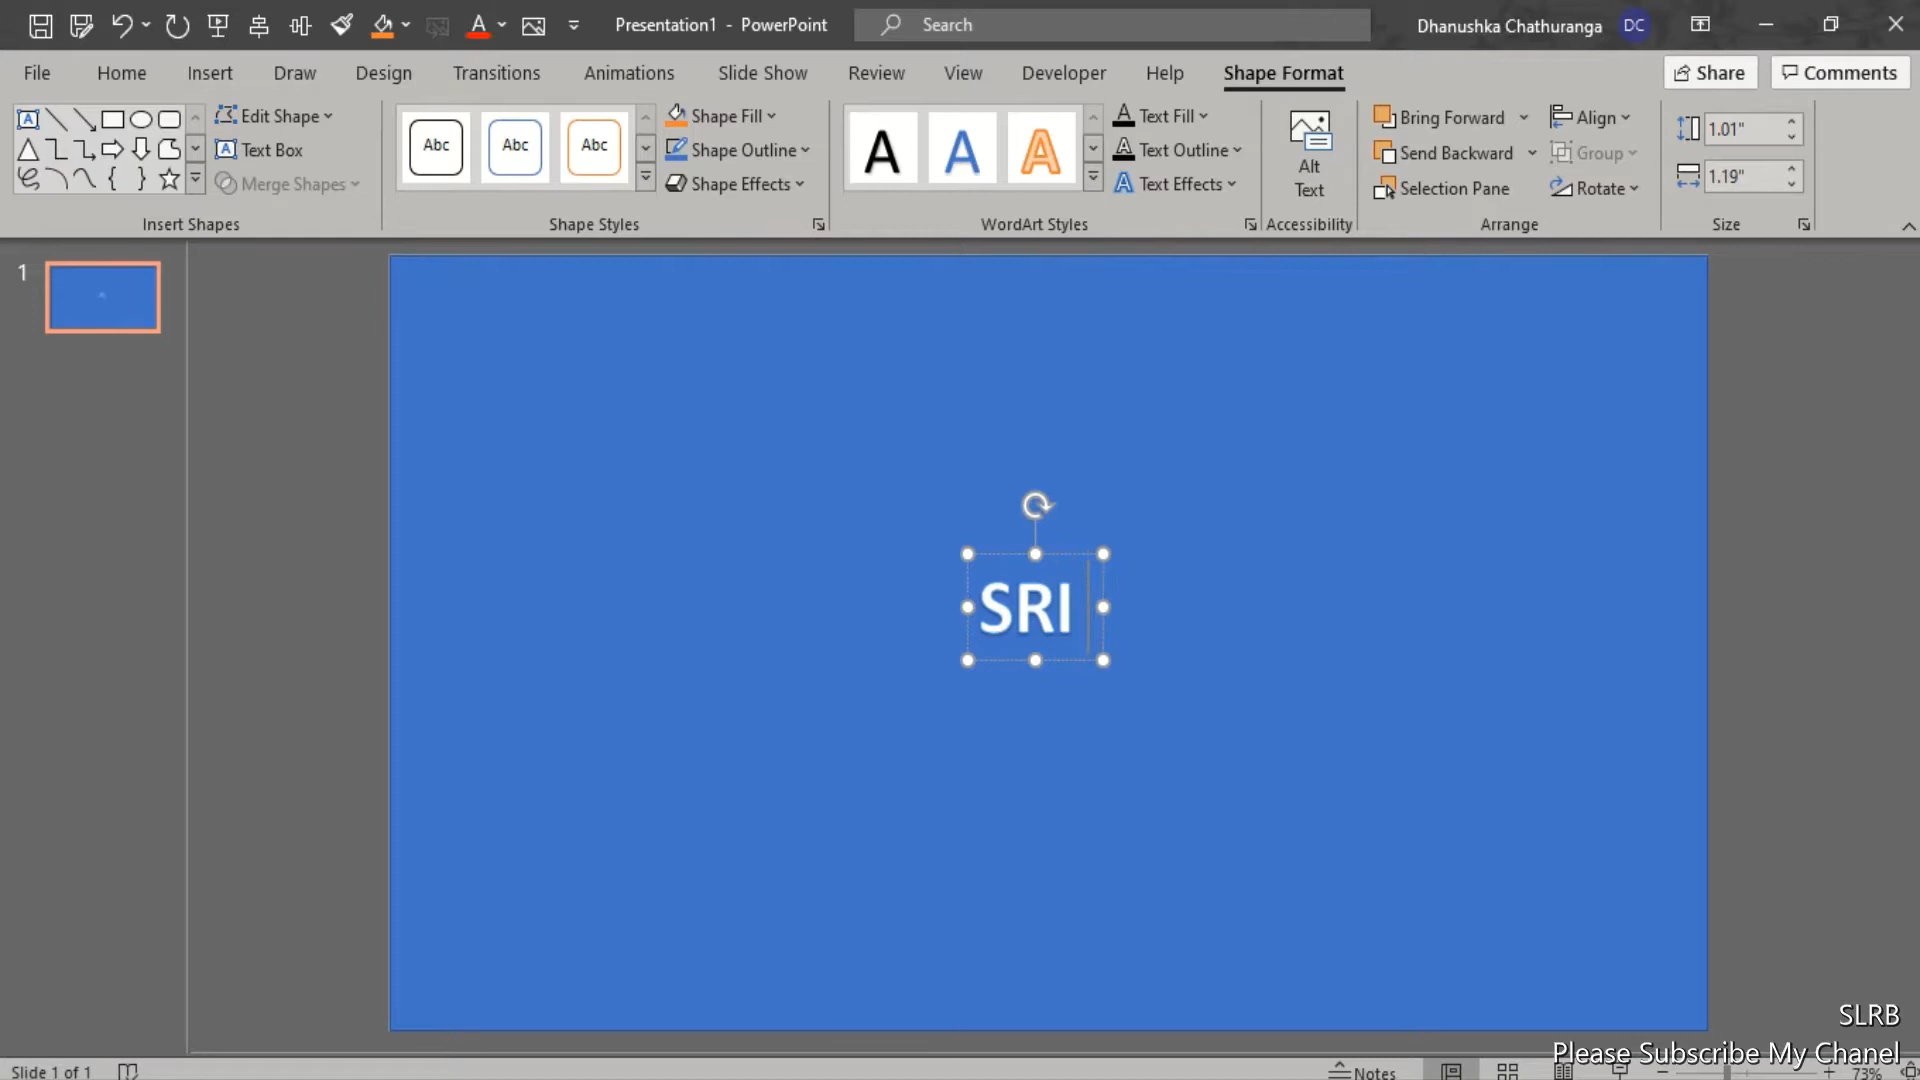 Presentation1 - PowerPoint
Search
Dhanushka Chathuranga
DC
File
Home
Insert
Draw
Design
Transitions
Animations
Slide Show
Review
View
Developer
Help
Shape Format
Share
Comments
Edit Shape
Text Box
Merge Shapes
Insert Shapes
Abc
Abc
Abc
Shape Fill
Shape Outline
Shape Effects
Shape Styles
A
A
A
Text Fill
Text Outline
Text Effects
WordArt Styles
Alt
Text
Accessibility
Bring Forward
Send Backward
Selection Pane
Align
Group
Rotate
Arrange
1.01"
1.19"
Size
1
SRI
SLRB
Please Subscribe My Chanel
Slide 1 of 1
Notes
73%